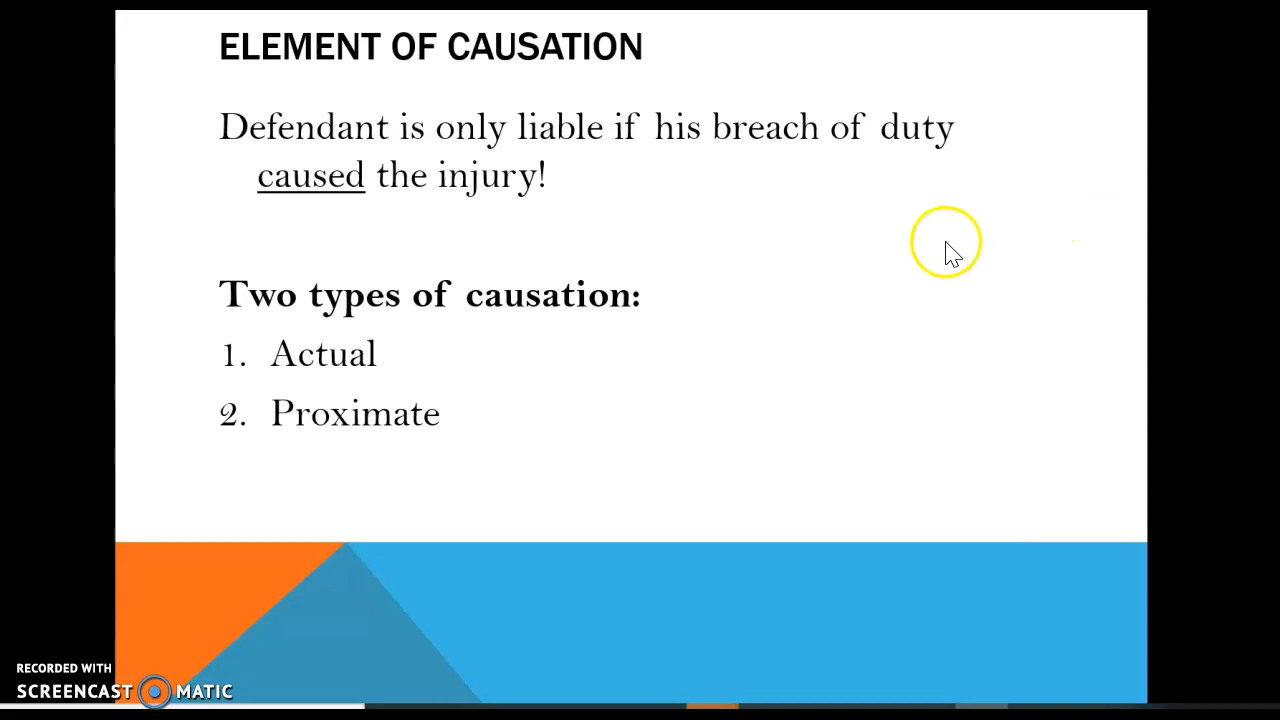 ELEMENT OF CAUSATION
Defendant is only liable if his breach of duty
caused the injury!
Two types of causation:
1. Actual
2. Proximate
RECORDED WITH
SCREENCAST MATIC